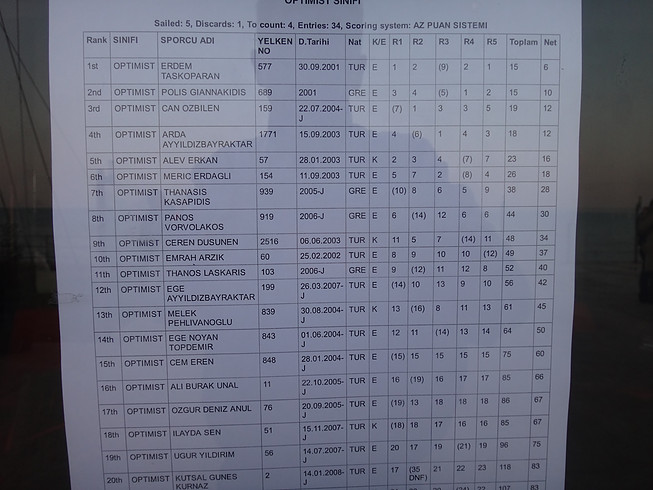 OPTIMIST SINIFI
Sailed: 5, Discards: 1, To count: 4, Entries: 34, Scoring system: AZ PUAN SISTEMI
Rank SINIFI SPORCU ADI YELKEN NO D.Tarihi Nat K/E R1 R2 R3 R4 R5 Toplam Net
1st OPTIMIST ERDEM TASKOPARAN 577 30.09.2001 TUR E 1 2 (9) 2 1 15 6
2nd OPTIMIST POLIS GIANNAKIDIS 689 2001 GRE E 3 4 (5) 1 2 15 10
3rd OPTIMIST CAN OZBILEN 159 22.07.2004-J TUR E (7) 1 3 3 5 19 12
4th OPTIMIST ARDA AYYILDIZBAYRAKTAR 1771 15.09.2003 TUR E 4 (6) 1 4 3 18 12
5th OPTIMIST ALEV ERKAN 57 28.01.2003 TUR K 2 3 4 (7) 7 23 16
6th OPTIMIST MERIC ERDAGLI 154 11.09.2003 TUR E 5 7 2 (8) 4 26 18
7th OPTIMIST THANASIS KASAPIDIS 939 2005-J GRE E (10) 8 6 5 9 38 28
8th OPTIMIST PANOS VORVOLAKOS 919 2006-J GRE E 6 (14) 12 6 6 44 30
9th OPTIMIST CEREN DUSUNEN 2516 06.06.2003 TUR K 11 5 7 (14) 11 48 34
10th OPTIMIST EMRAH ARZIK 60 25.02.2002 TUR E 8 9 10 10 (12) 49 37
11th OPTIMIST THANOS LASKARIS 103 2006-J GRE E 9 (12) 11 12 8 52 40
12th OPTIMIST EGE AYYILDIZBAYRAKTAR 199 26.03.2007-J TUR E (14) 10 13 9 10 56 42
13th OPTIMIST MELEK PEHLIVANOGLU 839 30.08.2004-J TUR K 13 (16) 8 11 13 61 45
14th OPTIMIST EGE NOYAN TOPDEMIR 843 01.06.2004-J TUR E 12 11 (14) 13 14 64 50
15th OPTIMIST CEM EREN 848 28.01.2004-J TUR E (15) 15 15 15 15 75 60
16th OPTIMIST ALI BURAK UNAL 11 22.10.2005-J TUR E 16 (19) 16 17 17 85 66
17th OPTIMIST OZGUR DENIZ ANUL 76 20.09.2005-J TUR E (19) 13 18 18 18 86 67
18th OPTIMIST ILAYDA SEN 51 15.11.2007-J TUR K (18) 18 17 16 16 85 67
19th OPTIMIST UGUR YILDIRIM 56 14.07.2007-J TUR E 20 17 19 (21) 19 96 75
20th OPTIMIST KUTSAL GUNES KURNAZ 2 14.01.2008-J TUR E 17 (35 DNF) 21 22 23 118 83